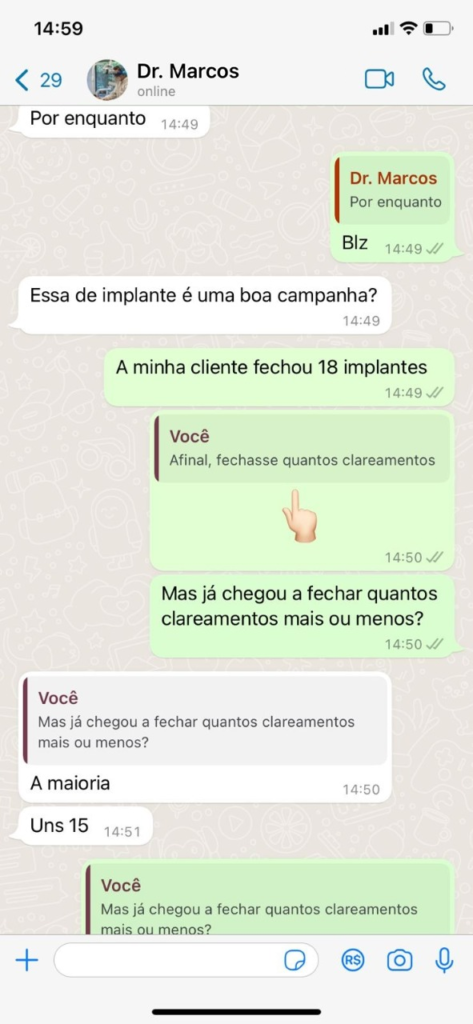 14:59
29
Dr. Marcos
online
Por enquanto 14:49
Dr. Marcos
Por enquanto
Blz 14:49
Essa de implante é uma boa campanha?
14:49
A minha cliente fechou 18 implantes
14:49
Você
Afinal, fechasse quantos clareamentos
14:50
Mas já chegou a fechar quantos
clareamentos mais ou menos?
14:50
Você
Mas já chegou a fechar quantos clareamentos
mais ou menos?
A maioria 14:50
Uns 15 14:51
Você
Mas já chegou a fechar quantos clareamentos
mais ou menos?
R$